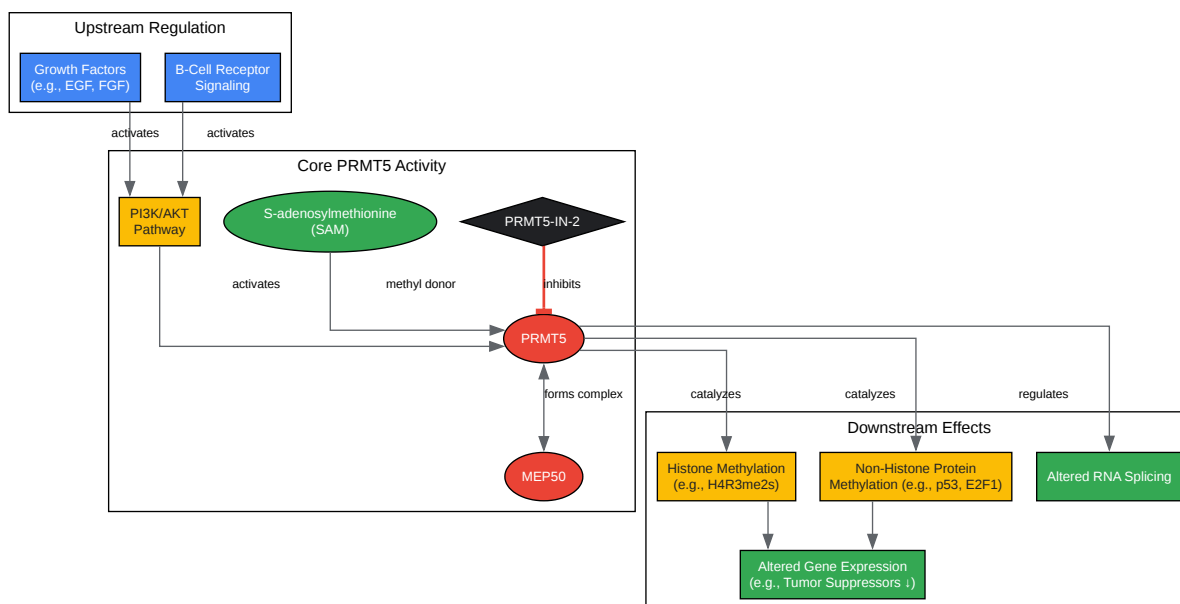 Upstream Regulation
Growth Factors
(e.g., EGF, FGF)
B-Cell Receptor
Signaling
activates
activates
Core PRMT5 Activity
PI3K/AKT
Pathway
S-adenosylmethionine
(SAM)
PRMT5-IN-2
activates
methyl donor
inhibits
PRMT5
forms complex
MEP50
catalyzes
catalyzes
regulates
Downstream Effects
Histone Methylation
(e.g., H4R3me2s)
Non-Histone Protein
Methylation (e.g., p53, E2F1)
Altered RNA Splicing
Altered Gene Expression
(e.g., Tumor Suppressors ↓)